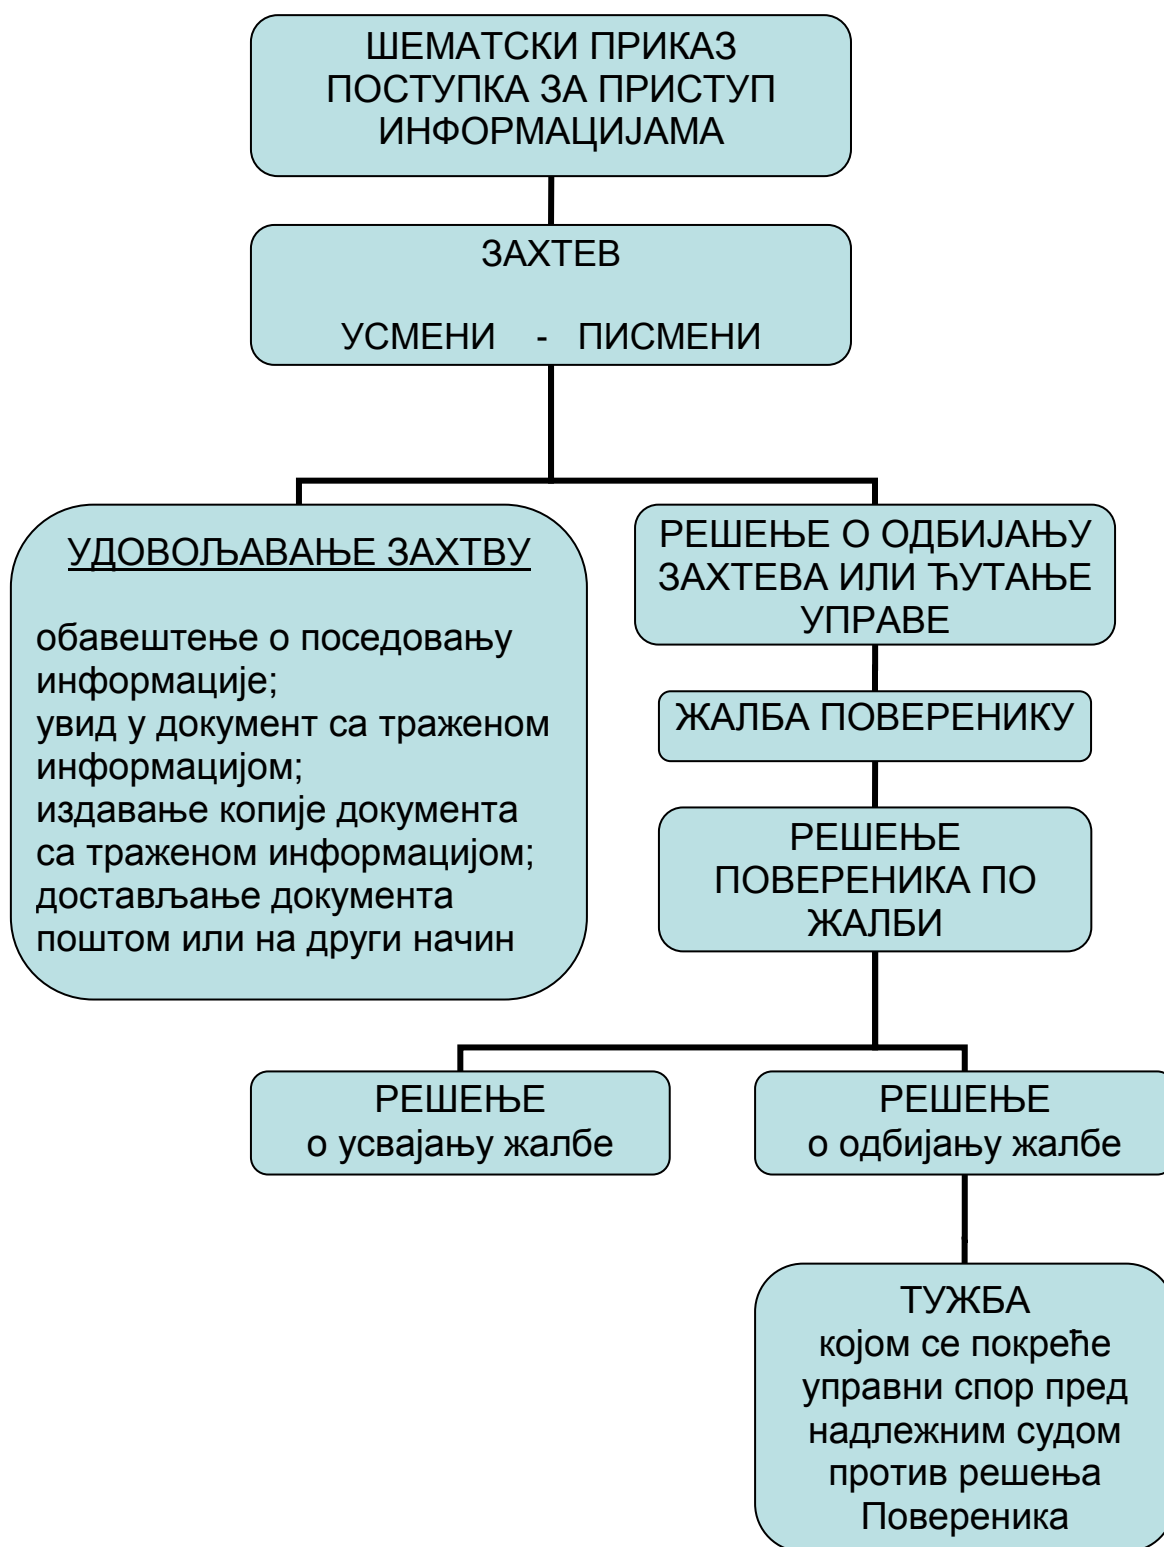 ШЕМАТСКИ ПРИКАЗ
ПОСТУПКА ЗА ПРИСТУП
ИНФОРМАЦИЈАМА
ЗАХТЕВ
УСМЕНИ - ПИСМЕНИ
УДОВОЉАВАЊЕ ЗАХТВУ
обавештење о поседовању
информације;
увид у документ са траженом
информацијом;
издавање копије документа
са траженом информацијом;
достављање документа
поштом или на други начин
РЕШЕЊЕ О ОДБИЈАЊУ
ЗАХТЕВА ИЛИ ЋУТАЊЕ
УПРАВЕ
ЖАЛБА ПОВЕРЕНИКУ
РЕШЕЊЕ
ПОВЕРЕНИКА ПО
ЖАЛБИ
РЕШЕЊЕ
о усвајању жалбе
РЕШЕЊЕ
о одбијању жалбе
ТУЖБА
којом се покреће
управни спор пред
надлежним судом
против решења
Повереника